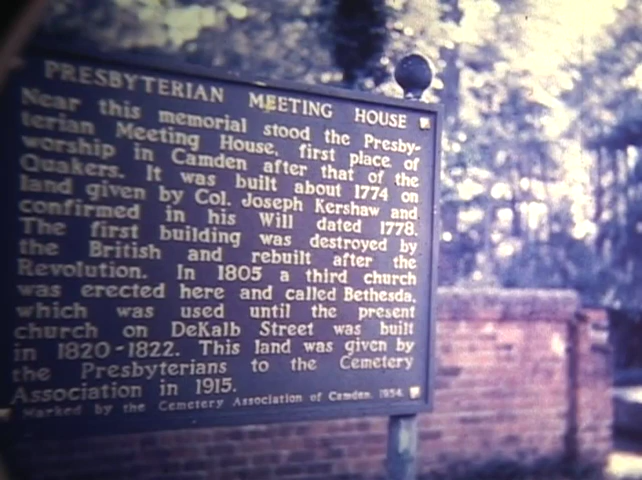 PRESBYTERIAN MEETING HOUSE
Near this memorial stood the Presby-
terian Meeting House, first place of
worship in Camden after that of the
Quakers. It was built about 1774 on
land given by Col. Joseph Kershaw and
confirmed in his Will dated 1778.
The first building was destroyed by
the British and rebuilt after the
Revolution. In 1805 a third church
was erected here and called Bethesda,
which was used until the present
church on DeKalb Street was built
in 1820-1822. This land was given by
the Presbyterians to the Cemetery
Association in 1915.
Marked by the Cemetery Association of Camden, 1954.